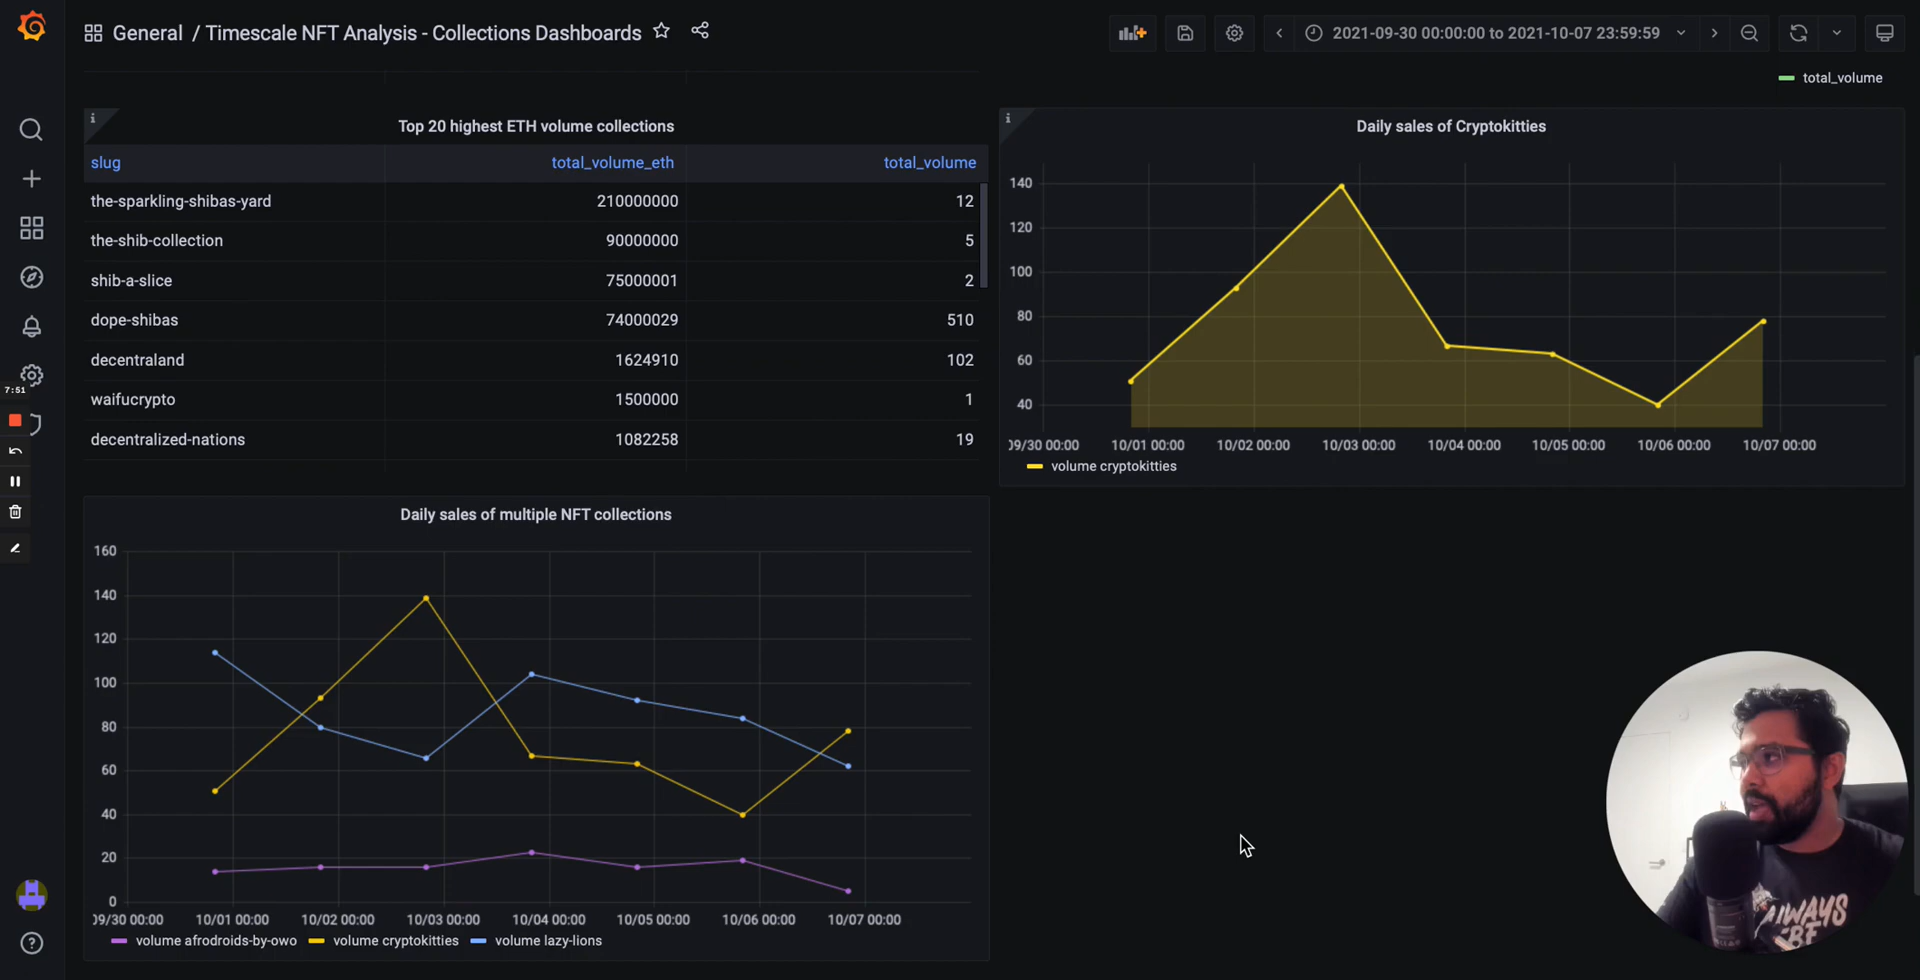 General / Timescale NFT Analysis - Collections Dashboards
2021-09-30 00:00:00 to 2021-10-07 23:59:59
total_volume
Top 20 highest ETH volume collections
slug total_volume_eth total_volume
the-sparkling-shibas-yard 210000000 12
the-shib-collection 90000000 5
shib-a-slice 75000001 2
dope-shibas 74000029 510
decentraland 1624910 102
waifucrypto 1500000 1
decentralized-nations 1082258 19
Daily sales of Cryptokitties
140
120
100
80
60
40
09/30 00:00 10/01 00:00 10/02 00:00 10/03 00:00 10/04 00:00 10/05 00:00 10/06 00:00 10/07 00:00
volume cryptokitties
7:51
Daily sales of multiple NFT collections
160
140
120
100
80
60
40
20
0
09/30 00:00 10/01 00:00 10/02 00:00 10/03 00:00 10/04 00:00 10/05 00:00 10/06 00:00 10/07 00:00
volume afrodroids-by-owo volume cryptokitties volume lazy-lions
ALWAYS